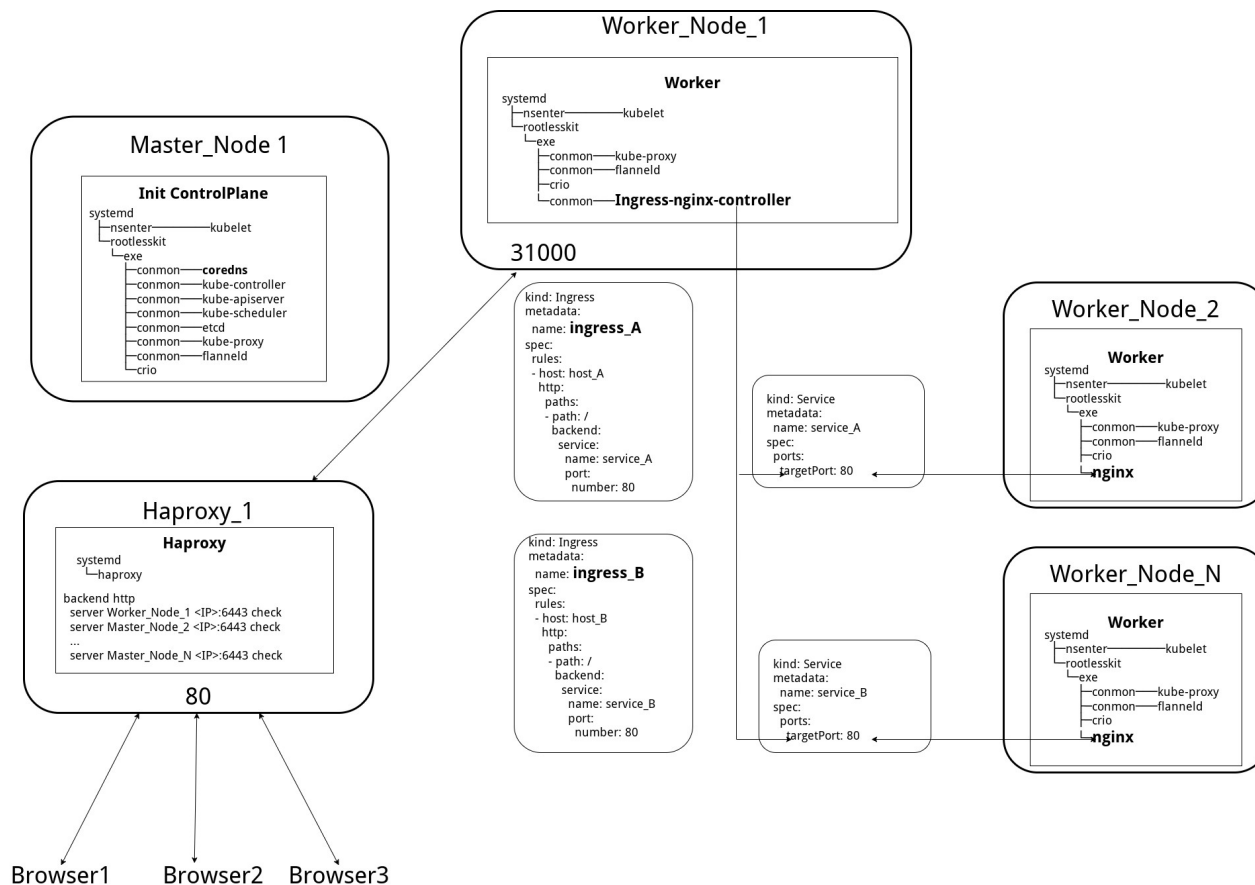 Worker_Node_1
Worker
systemd
nsenter kubelet
rootlesskit
exe
conmon kube-proxy
conmon flanneld
crio
conmon Ingress-nginx-controller
31000
Master_Node 1
Init ControlPlane
systemd
nsenter kubelet
rootlesskit
exe
conmon coredns
conmon kube-controller
conmon kube-apiserver
conmon kube-scheduler
conmon etcd
conmon kube-proxy
conmon flanneld
crio
kind: Ingress
metadata:
name: ingress_A
spec:
rules:
- host: host_A
http:
paths:
- path: /
backend:
service:
name: service_A
port:
number: 80
kind: Service
metadata:
name: service_A
spec:
ports:
targetPort: 80
Worker_Node_2
Worker
systemd
nsenter kubelet
rootlesskit
exe
conmon kube-proxy
conmon flanneld
crio
nginx
Haproxy_1
Haproxy
systemd
haproxy
backend http
server Worker_Node_1 <IP>:6443 check
server Master_Node_2 <IP>:6443 check
...
server Master_Node_N <IP>:6443 check
80
kind: Ingress
metadata:
name: ingress_B
spec:
rules:
- host: host_B
http:
paths:
- path: /
backend:
service:
name: service_B
port:
number: 80
kind: Service
metadata:
name: service_B
spec:
ports:
targetPort: 80
Worker_Node_N
Worker
systemd
nsenter kubelet
rootlesskit
exe
conmon kube-proxy
conmon flanneld
crio
nginx
Browser1 Browser2 Browser3